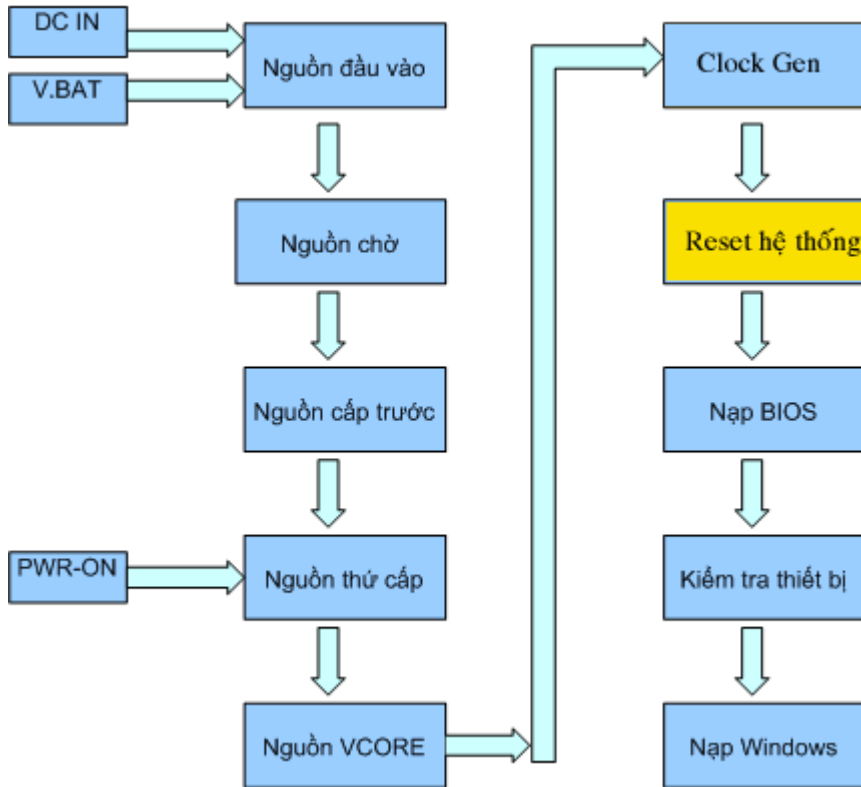 DC IN
V.BAT
Nguồn đầu vào
Nguồn chờ
Nguồn cấp trước
PWR-ON
Nguồn thứ cấp
Nguồn VCORE
Clock Gen
Reset hệ thống
Nạp BIOS
Kiểm tra thiết bị
Nạp Windows